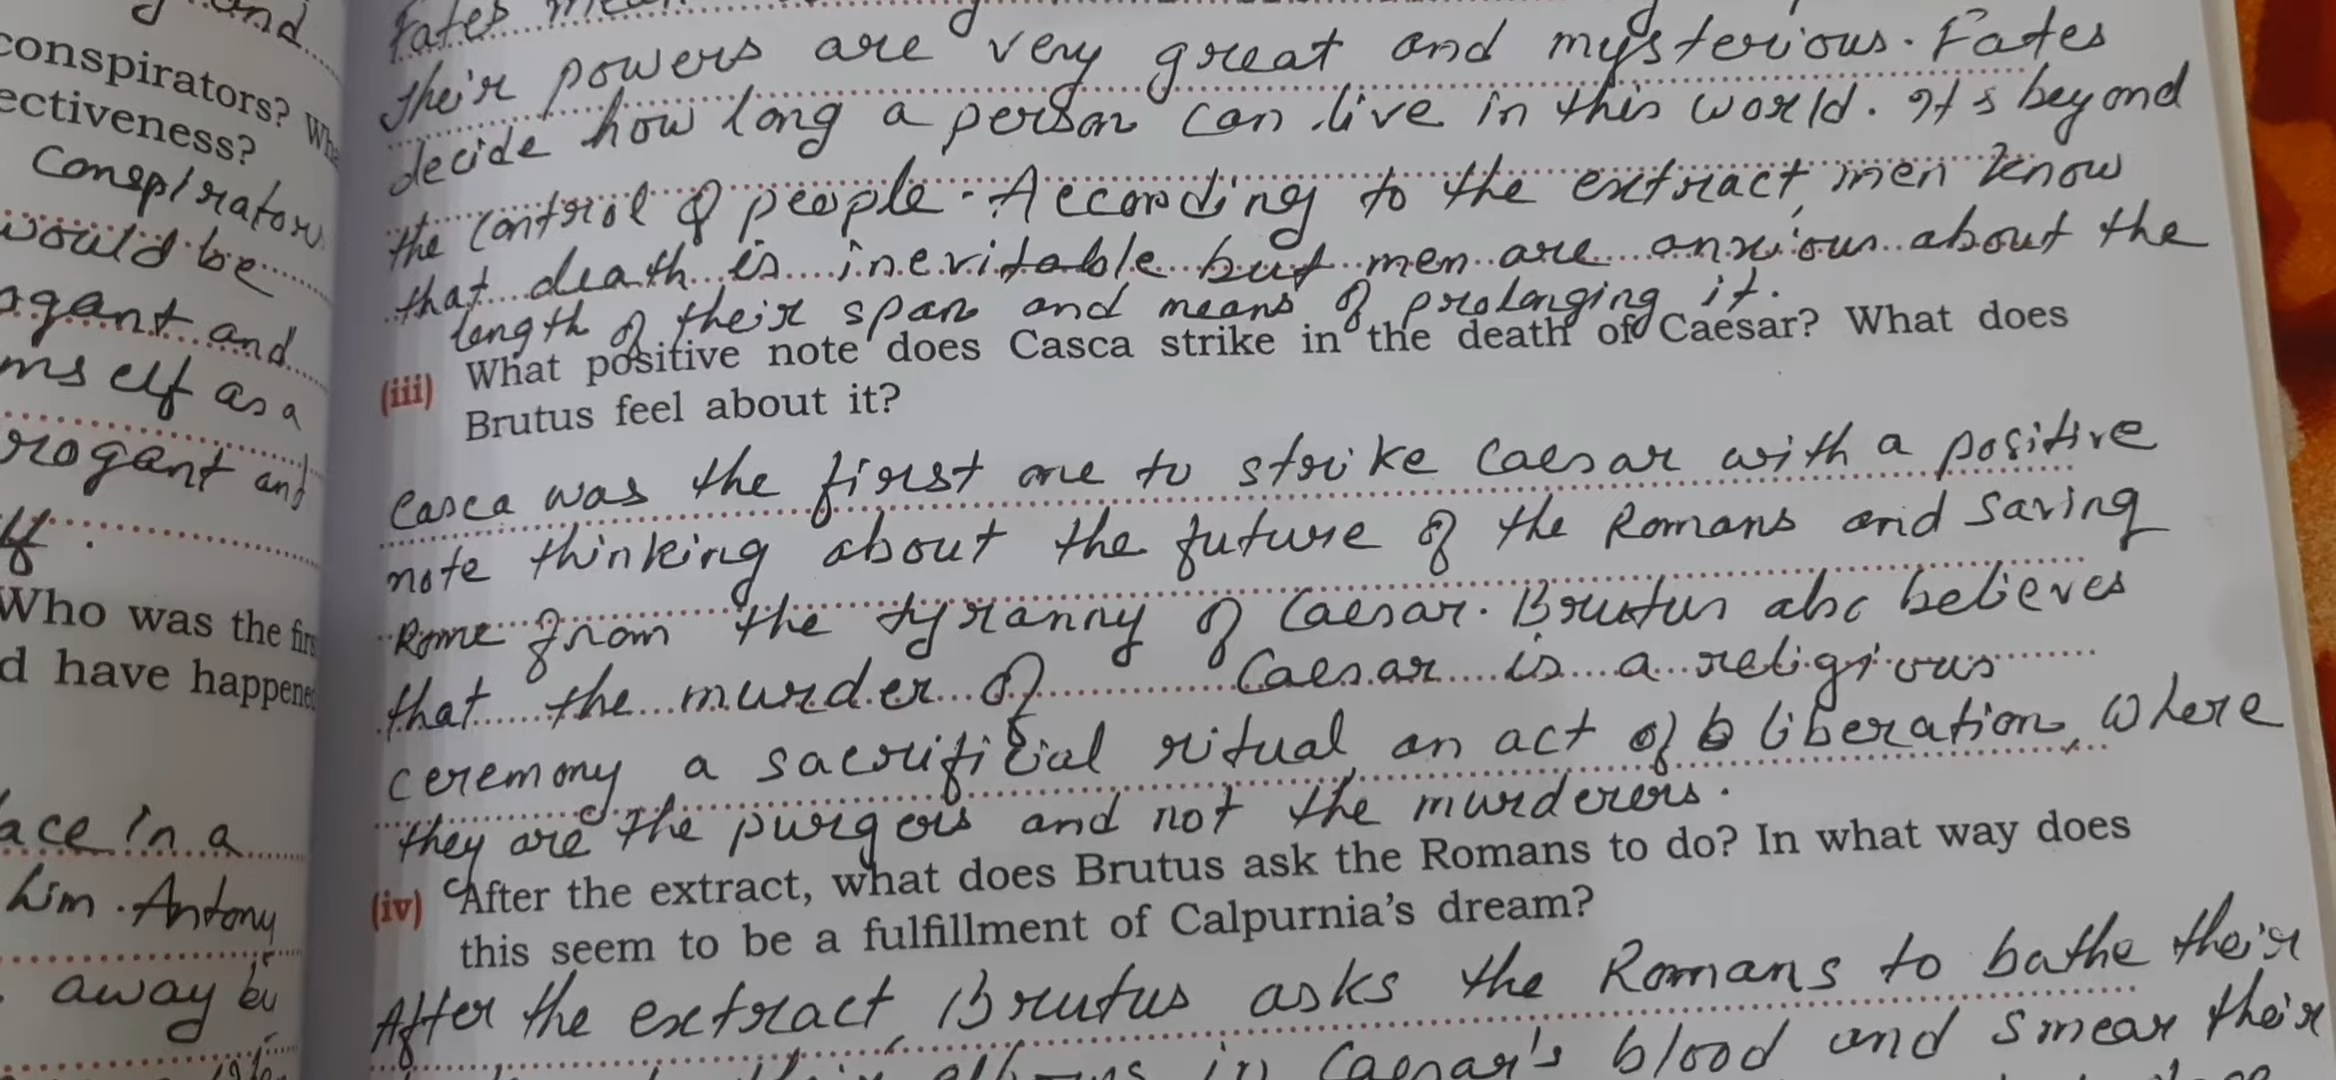 and
conspirators?
ectiveness?
Conspirators
would be
ogant and
mself as a
rogant and
Who was the
d have happened
ace in a
him. Antony
away
Fates
their powers are very great and mysterious. Fates
decide how long a person can live in this world. It s beyond
the control of people. According to the extract, men know
that death is inevitable but men are anxious about the
length of their span and means of prolonging it.
(iii) What positive note does Casca strike in the death of Caesar? What does
Brutus feel about it?
Casca was the first one to strike Caesar with a positive
note thinking about the future of the Romans and saving
Rome from the tyranny of Caesar. Brutus also believes
that the murder of Caesar is a religious
ceremony a sacrificial ritual, an act of liberation, where
they are the purgers and not the murderers.
(iv) After the extract, what does Brutus ask the Romans to do? In what way does
this seem to be a fulfillment of Calpurnia's dream?
After the extract, Brutus asks the Romans to bathe their
in Caesar's blood and smear their